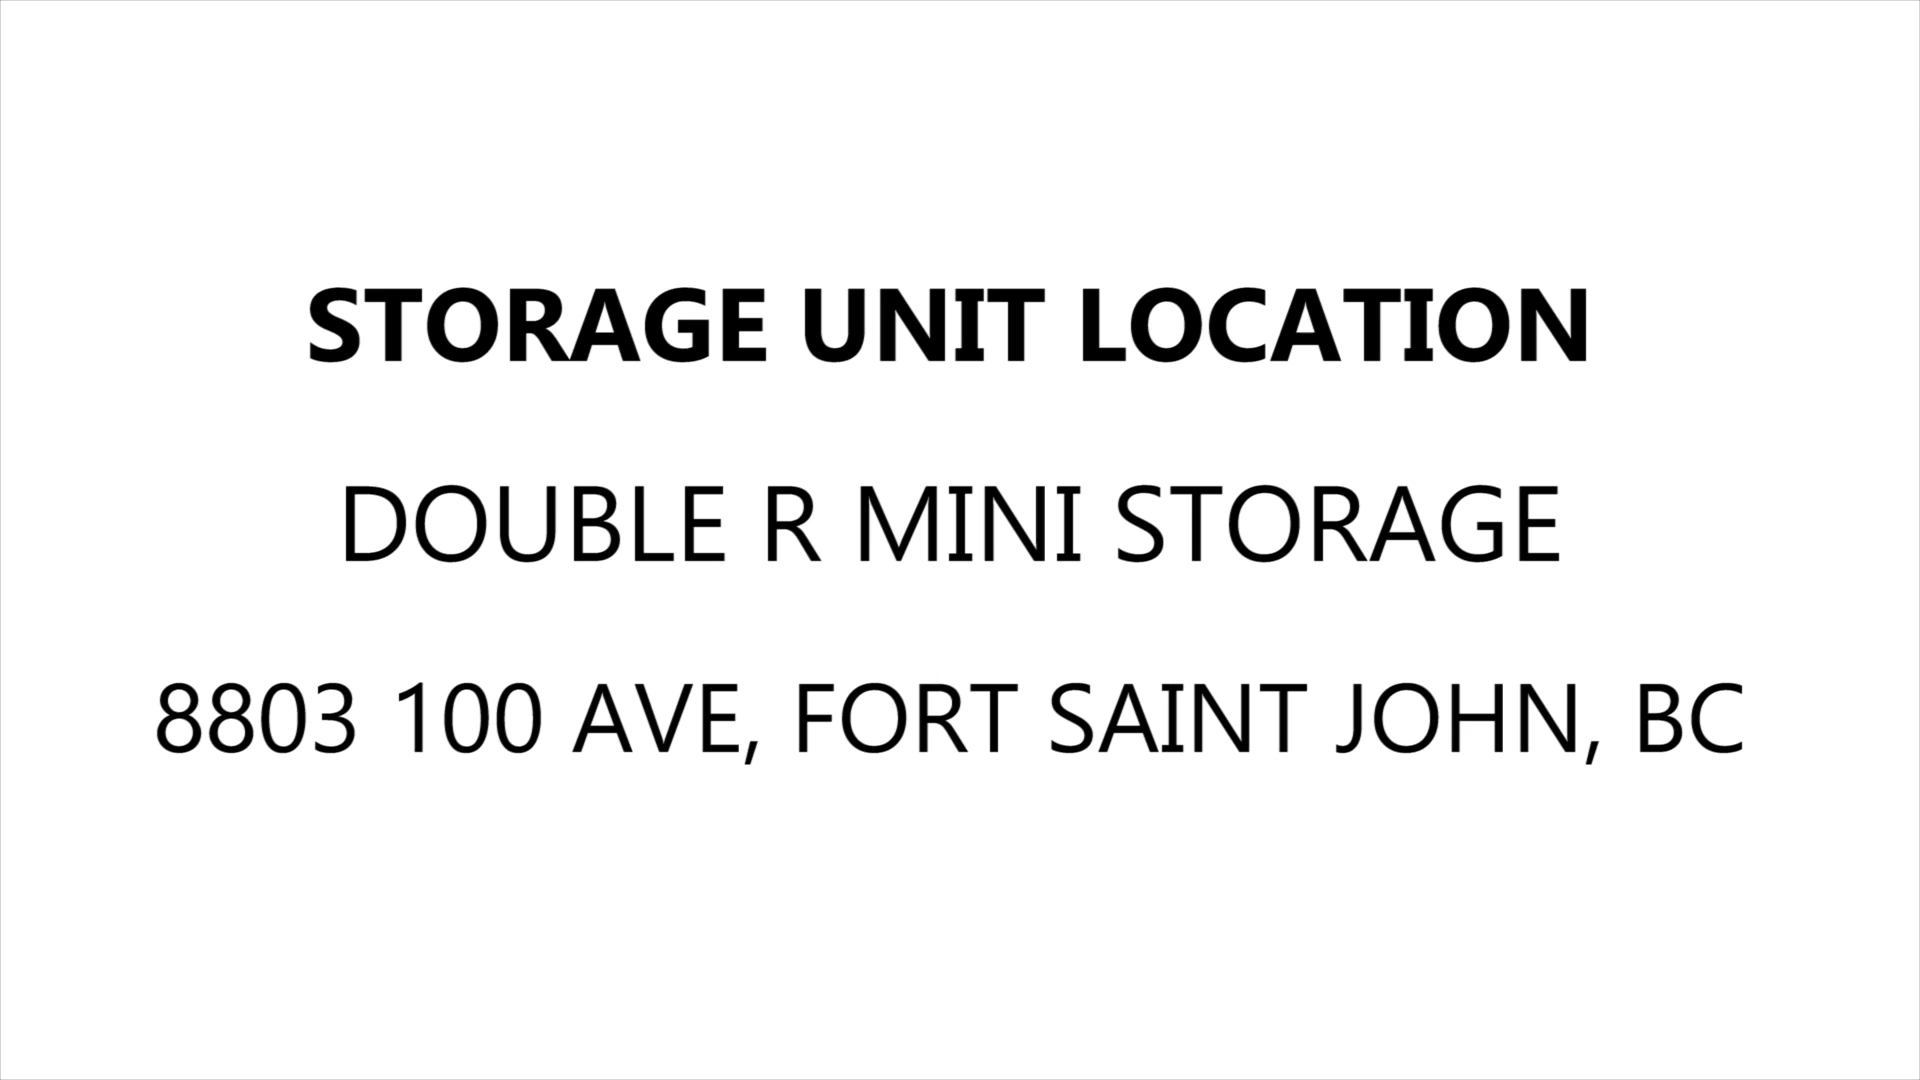 STORAGE UNIT LOCATION
DOUBLE R MINI STORAGE
8803 100 AVE, FORT SAINT JOHN, BC